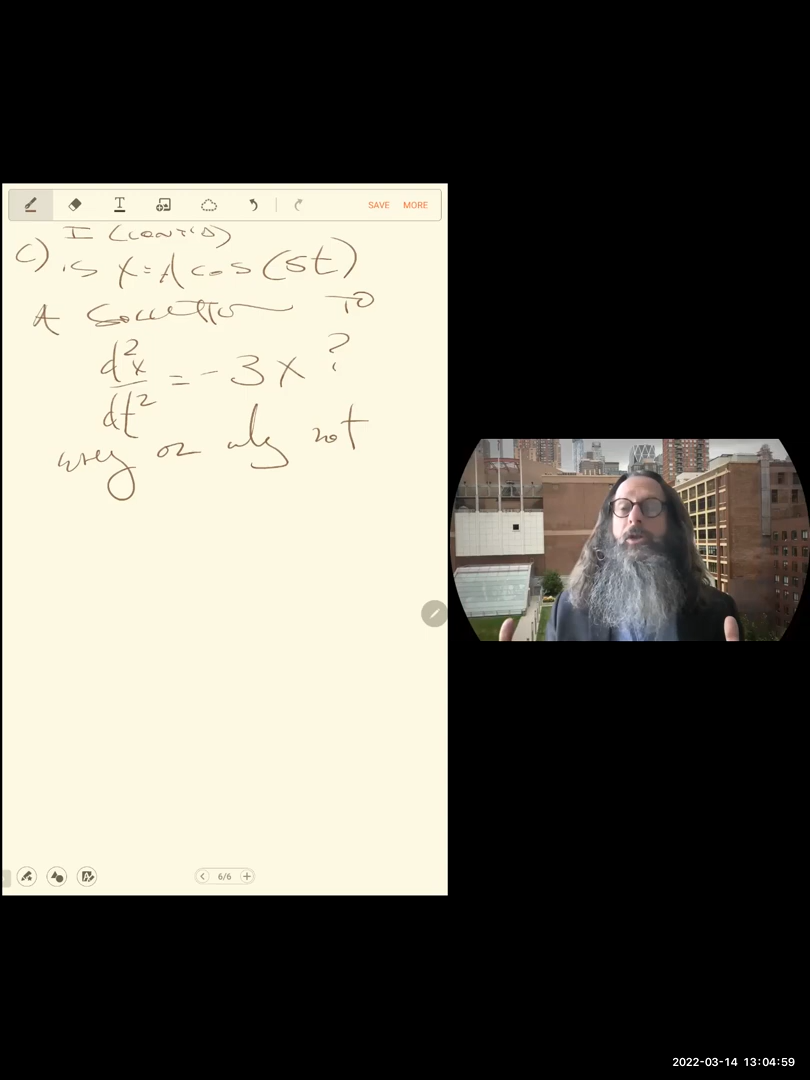 T
SAVE MORE
I (CONT'D)
C) is x=A cos(5t)
A SOLUTION TO
d²x/dt² = -3x ?
why or why not
6/6
2022-03-14 13:04:59